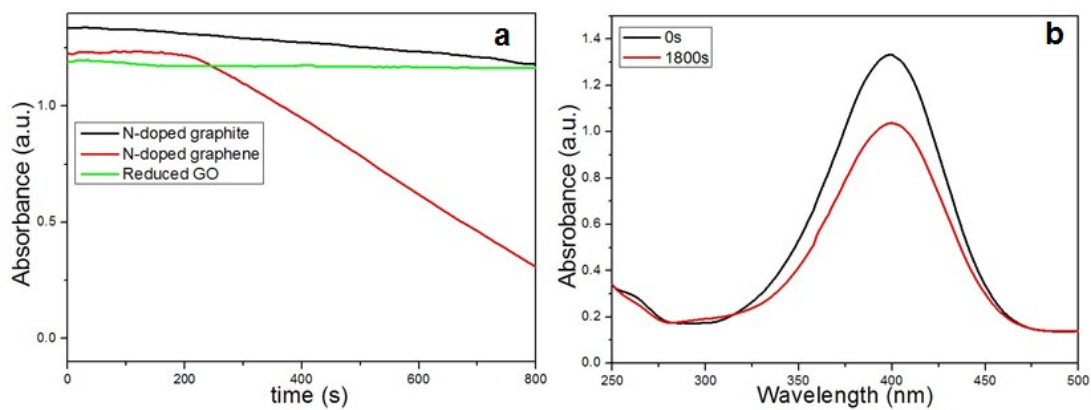 a
N-doped graphite
N-doped graphene
Reduced GO
Absorbance (a.u.)
1.0
0.5
0.0
0 200 400 600 800
time (s)
b
0s
1800s
Absrobance (a.u.)
1.4
1.2
1.0
0.8
0.6
0.4
0.2
0.0
250 300 350 400 450 500
Wavelength (nm)